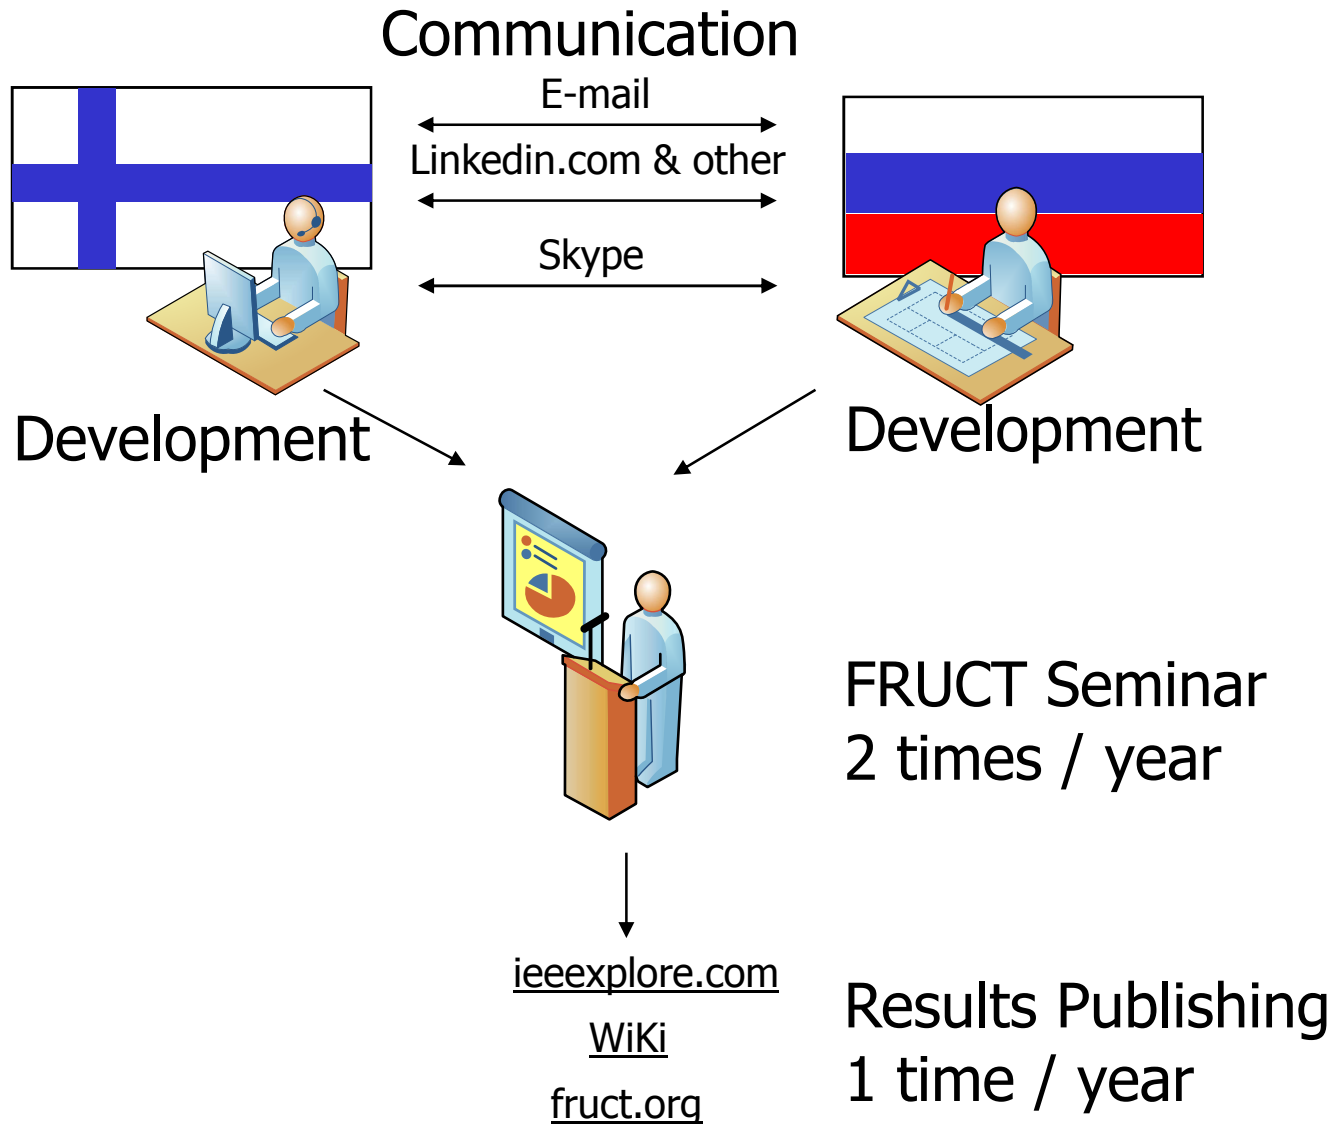 Communication
E-mail
Linkedin.com & other
Skype
Development
Development
FRUCT Seminar
2 times / year
ieeexplore.com
WiKi
fruct.org
Results Publishing
1 time / year